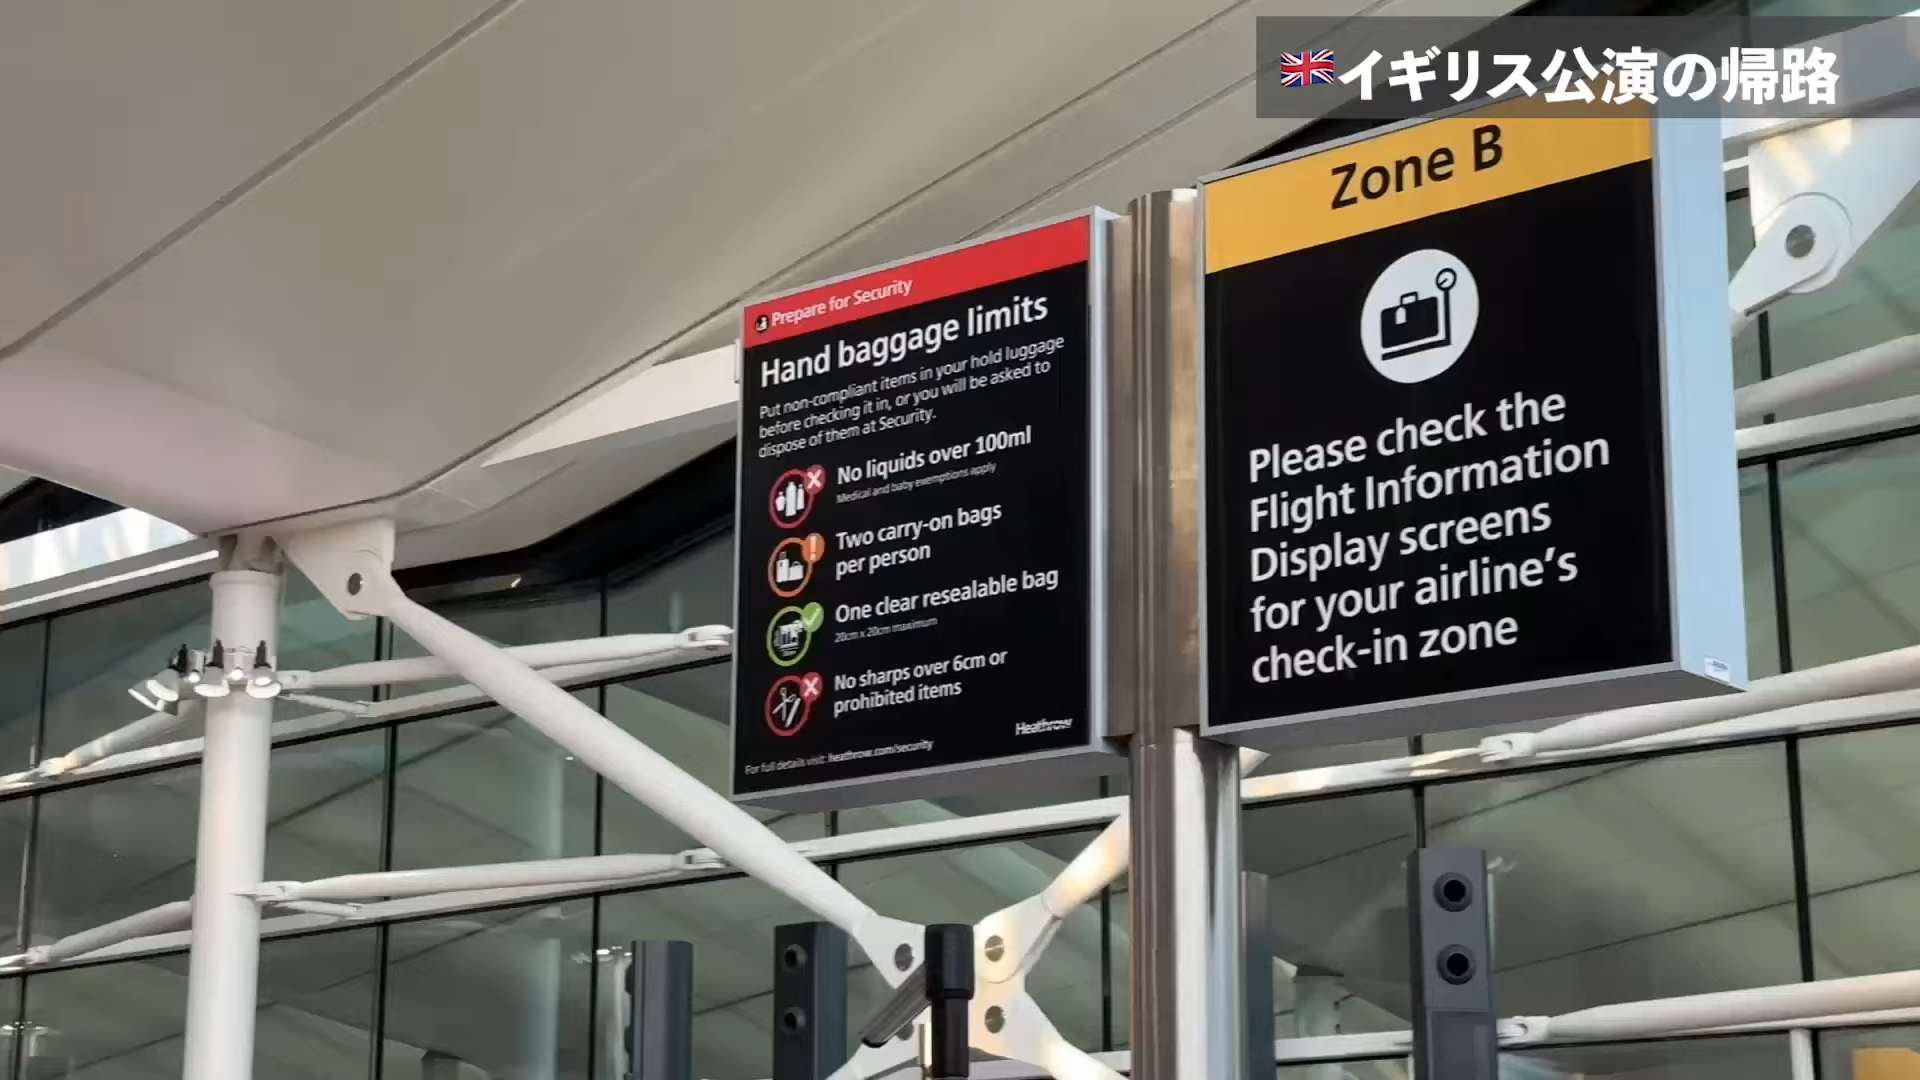 🇬🇧イギリス公演の帰路
Prepare for Security
Hand baggage limits
Put non-compliant items in your hold luggage
before checking it in, or you will be asked to
dispose of them at Security.
No liquids over 100ml
Medical and baby exemptions apply
Two carry-on bags
per person
One clear resealable bag
20cm x 20cm maximum
No sharps over 6cm or
prohibited items
Heathrow
For full details visit: heathrow.com/security
Zone B
Please check the
Flight Information
Display screens
for your airline's
check-in zone